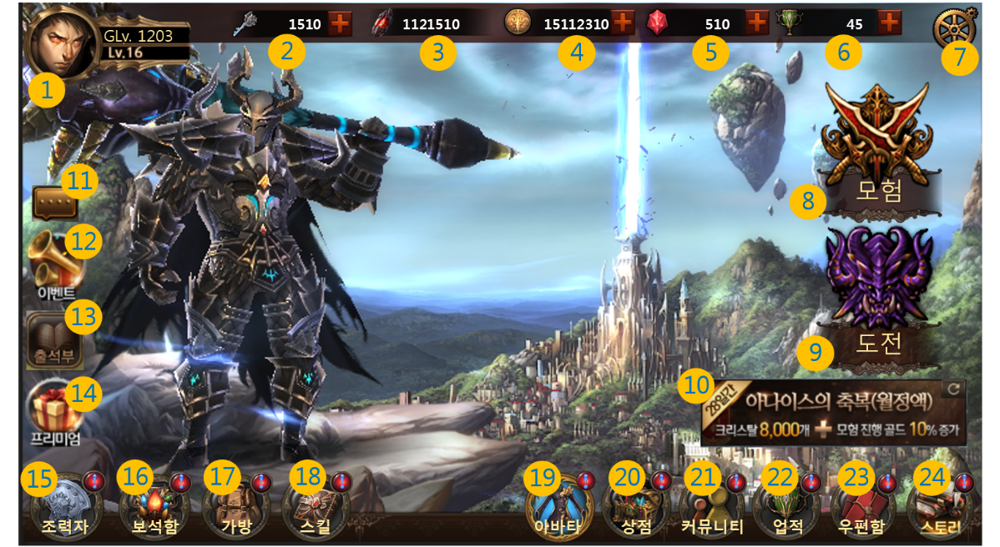 GLv. 1203
Lv.16
1510
1121510
15112310
510
45
1
2
3
4
5
6
7
8
모험
9
도전
10
28일간
아나이스의 축복(월정액)
크리스탈 8,000개 + 모험 진행 골드 10% 증가
11
12
이벤트
13
출석부
14
프리미엄
15
조력자
16
보석함
17
가방
18
스킬
19
아바타
20
상점
21
커뮤니티
22
업적
23
우편함
24
스토리